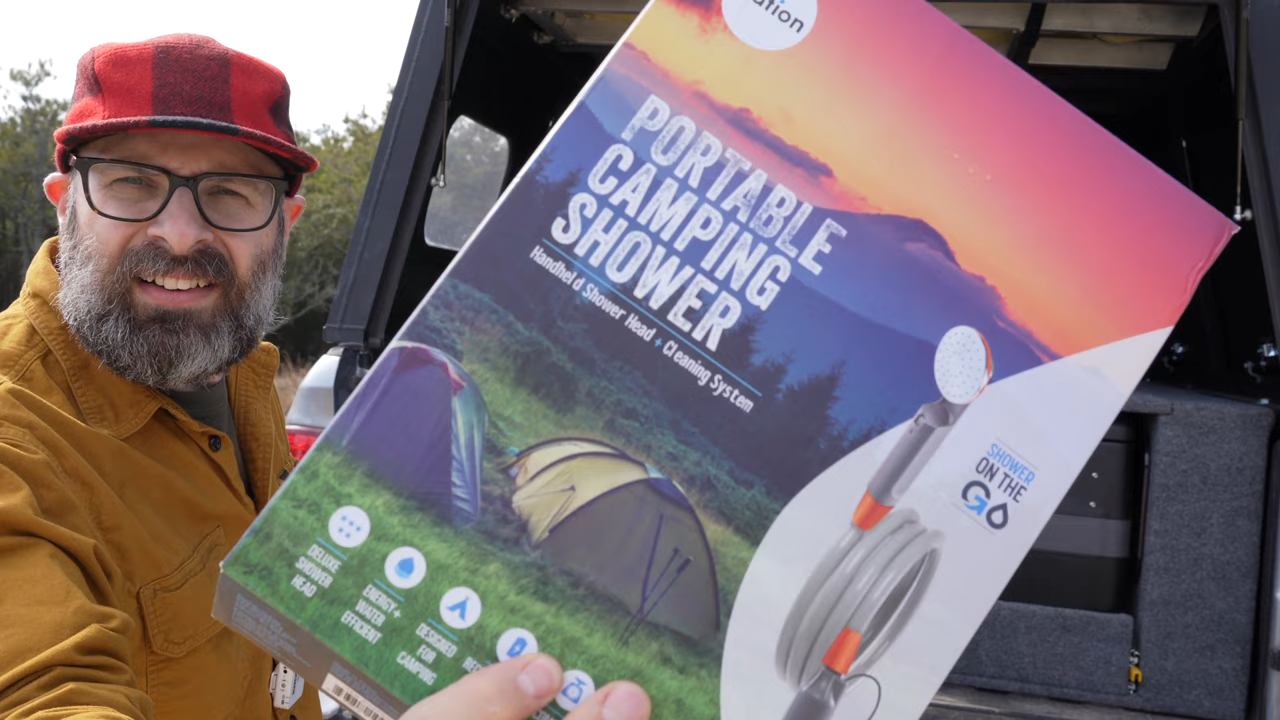 PORTABLE
CAMPING
SHOWER
Handheld Shower Head + Cleaning System
SHOWER
ON THE
GO
DELUXE
SHOWER
HEAD
ENERGY+
WATER
EFFICIENT
DESIGNED
FOR
CAMPING